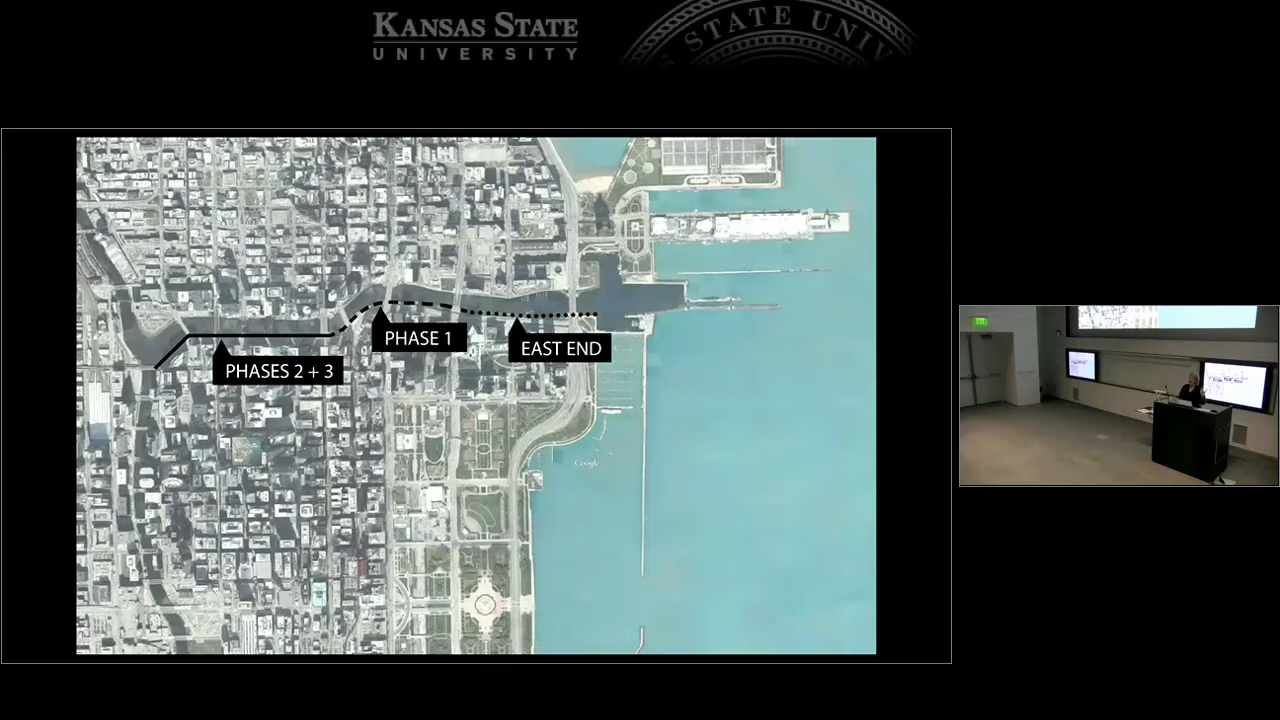 KANSAS STATE
UNIVERSITY
STATE UNIV
PHASE 1
EAST END
PHASES 2 + 3
Google